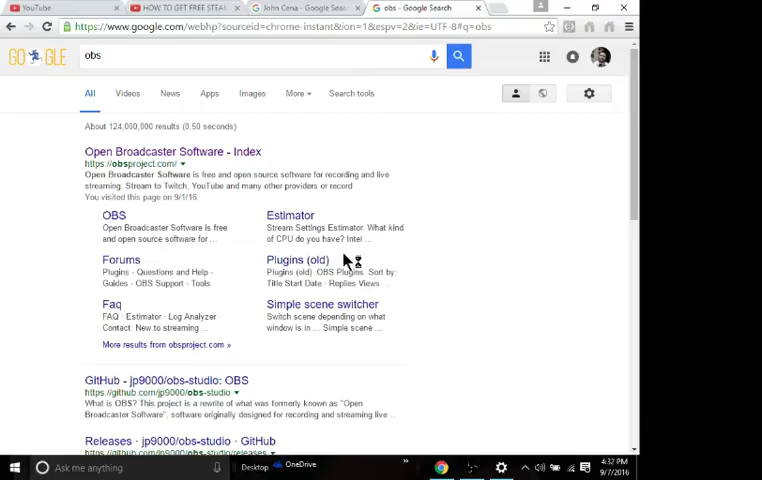 YouTube
HOW TO GET FREE STEAM
John Cena - Google Sear
obs - Google Search
https://www.google.com/webhp?sourceid=chrome-instant&ion=1&espv=2&ie=UTF-8#q=obs
GO GLE
obs
All Videos News Apps Images More Search tools
About 124,000,000 results (0.50 seconds)
Open Broadcaster Software - Index
https://obsproject.com/
Open Broadcaster Software is free and open source software for recording and live
streaming. Stream to Twitch, YouTube and many other providers or record
You visited this page on 9/1/16.
OBS
Open Broadcaster Software is free
and open source software for ...
Estimator
Stream Settings Estimator. What kind
of CPU do you have? Intel ...
Forums
Plugins - Questions and Help -
Guides - OBS Support - Tools
Plugins (old)
Plugins (old) OBS Plugins. Sort by:
Title Start Date · Replies Views ...
Faq
FAQ · Estimator · Log Analyzer ·
Contact. New to streaming ...
Simple scene switcher
Switch scene depending on what
window is in ... Simple scene ...
More results from obsproject.com »
GitHub - jp9000/obs-studio: OBS
https://github.com/jp9000/obs-studio
What is OBS? This project is a rewrite of what was formerly known as "Open
Broadcaster Software", software originally designed for recording and streaming live ...
Releases · jp9000/obs-studio · GitHub
https://github.com/jp9000/obs-studio/releases
Ask me anything
Desktop
OneDrive
4:32 PM
9/7/2016